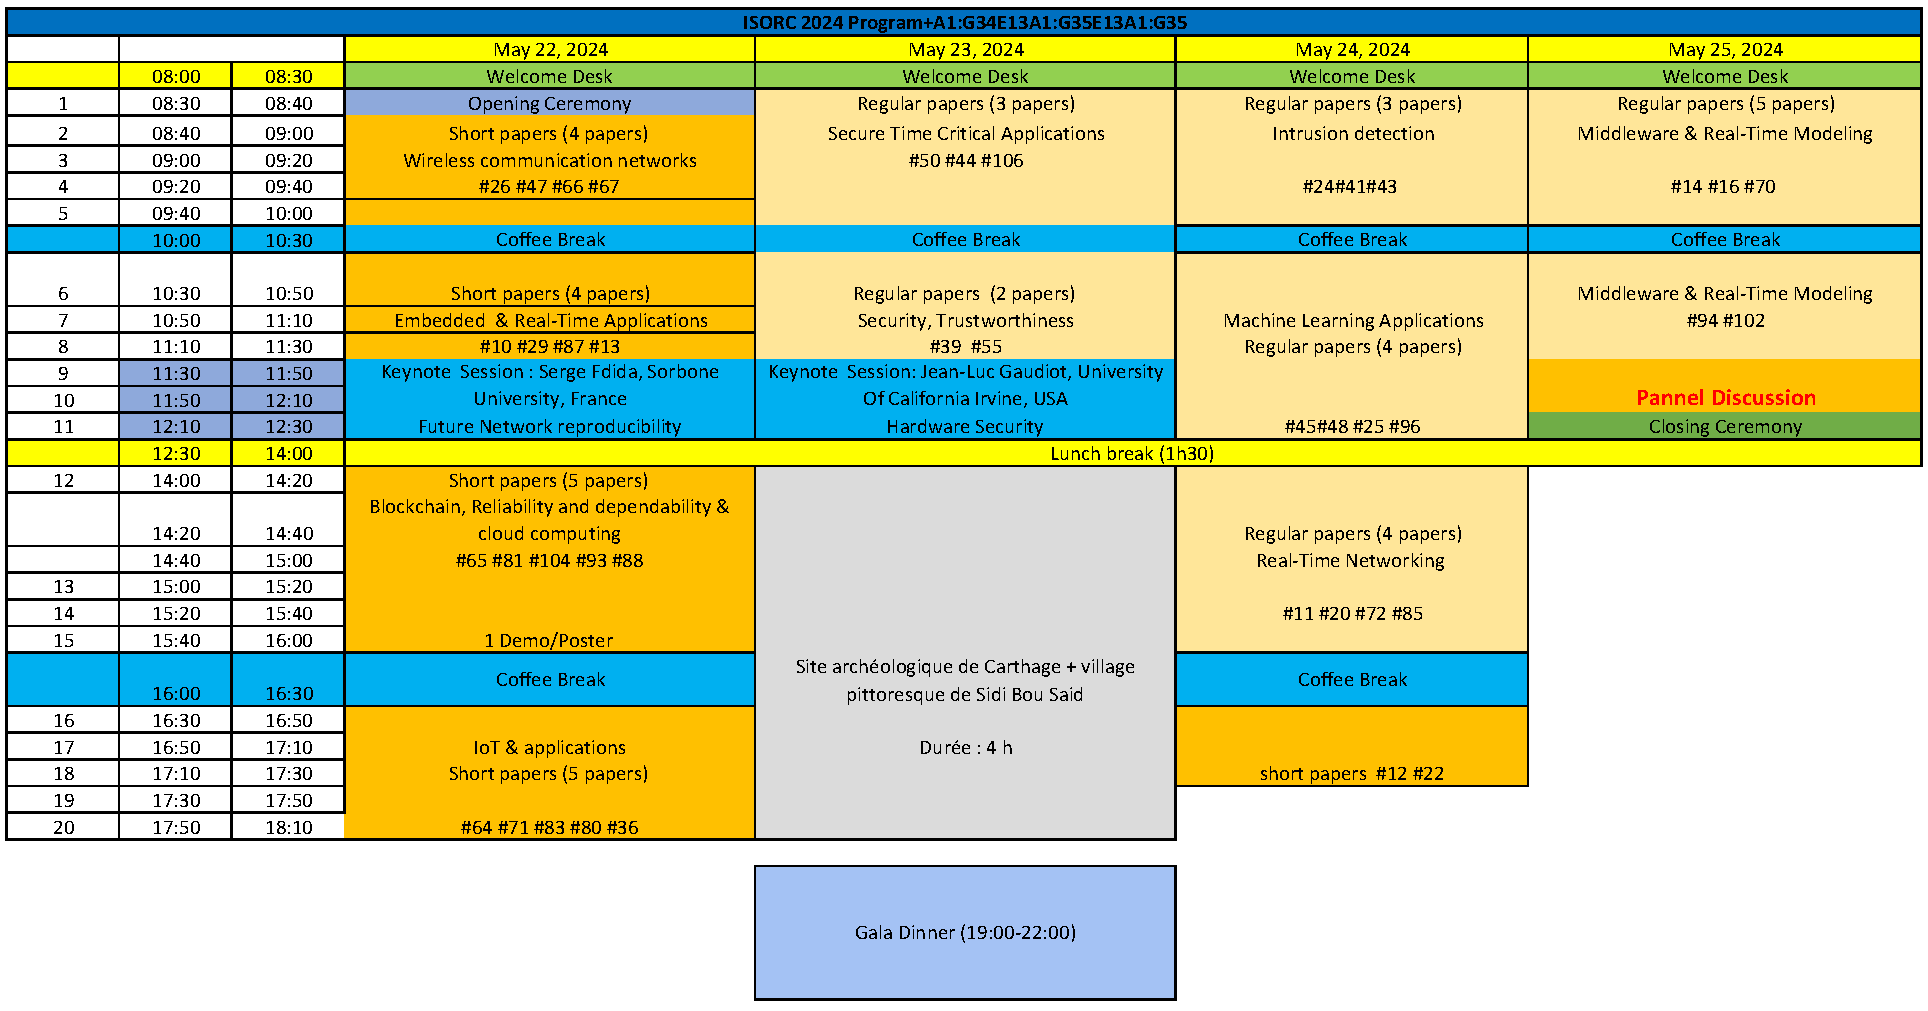 ISORC 2024 Program+A1:G34E13A1:G35E13A1:G35
May 22, 2024 May 23, 2024 May 24, 2024 May 25, 2024
08:00 08:30 Welcome Desk Welcome Desk Welcome Desk Welcome Desk
1 08:30 08:40 Opening Ceremony Regular papers (3 papers) Regular papers (3 papers) Regular papers (5 papers)
2 08:40 09:00 Short papers (4 papers) Secure Time Critical Applications Intrusion detection Middleware & Real-Time Modeling
3 09:00 09:20 Wireless communication networks #50 #44 #106
4 09:20 09:40 #26 #47 #66 #67 #24#41#43 #14 #16 #70
5 09:40 10:00
10:00 10:30 Coffee Break Coffee Break Coffee Break Coffee Break
6 10:30 10:50 Short papers (4 papers) Regular papers (2 papers) Middleware & Real-Time Modeling
7 10:50 11:10 Embedded & Real-Time Applications Security, Trustworthiness Machine Learning Applications #94 #102
8 11:10 11:30 #10 #29 #87 #13 #39 #55 Regular papers (4 papers)
9 11:30 11:50 Keynote Session : Serge Fdida, Sorbone Keynote Session: Jean-Luc Gaudiot, University
10 11:50 12:10 University, France Of California Irvine, USA Pannel Discussion
11 12:10 12:30 Future Network reproducibility Hardware Security #45#48 #25 #96 Closing Ceremony
12:30 14:00 Lunch break (1h30)
12 14:00 14:20 Short papers (5 papers)
Blockchain, Reliability and dependability &
14:20 14:40 cloud computing Regular papers (4 papers)
14:40 15:00 #65 #81 #104 #93 #88 Real-Time Networking
13 15:00 15:20
14 15:20 15:40 #11 #20 #72 #85
15 15:40 16:00 1 Demo/Poster
Site archéologique de Carthage + village
Coffee Break Coffee Break
16:00 16:30 pittoresque de Sidi Bou Said
16 16:30 16:50
17 16:50 17:10 IoT & applications Durée : 4 h
18 17:10 17:30 Short papers (5 papers) short papers #12 #22
19 17:30 17:50
20 17:50 18:10 #64 #71 #83 #80 #36
Gala Dinner (19:00-22:00)